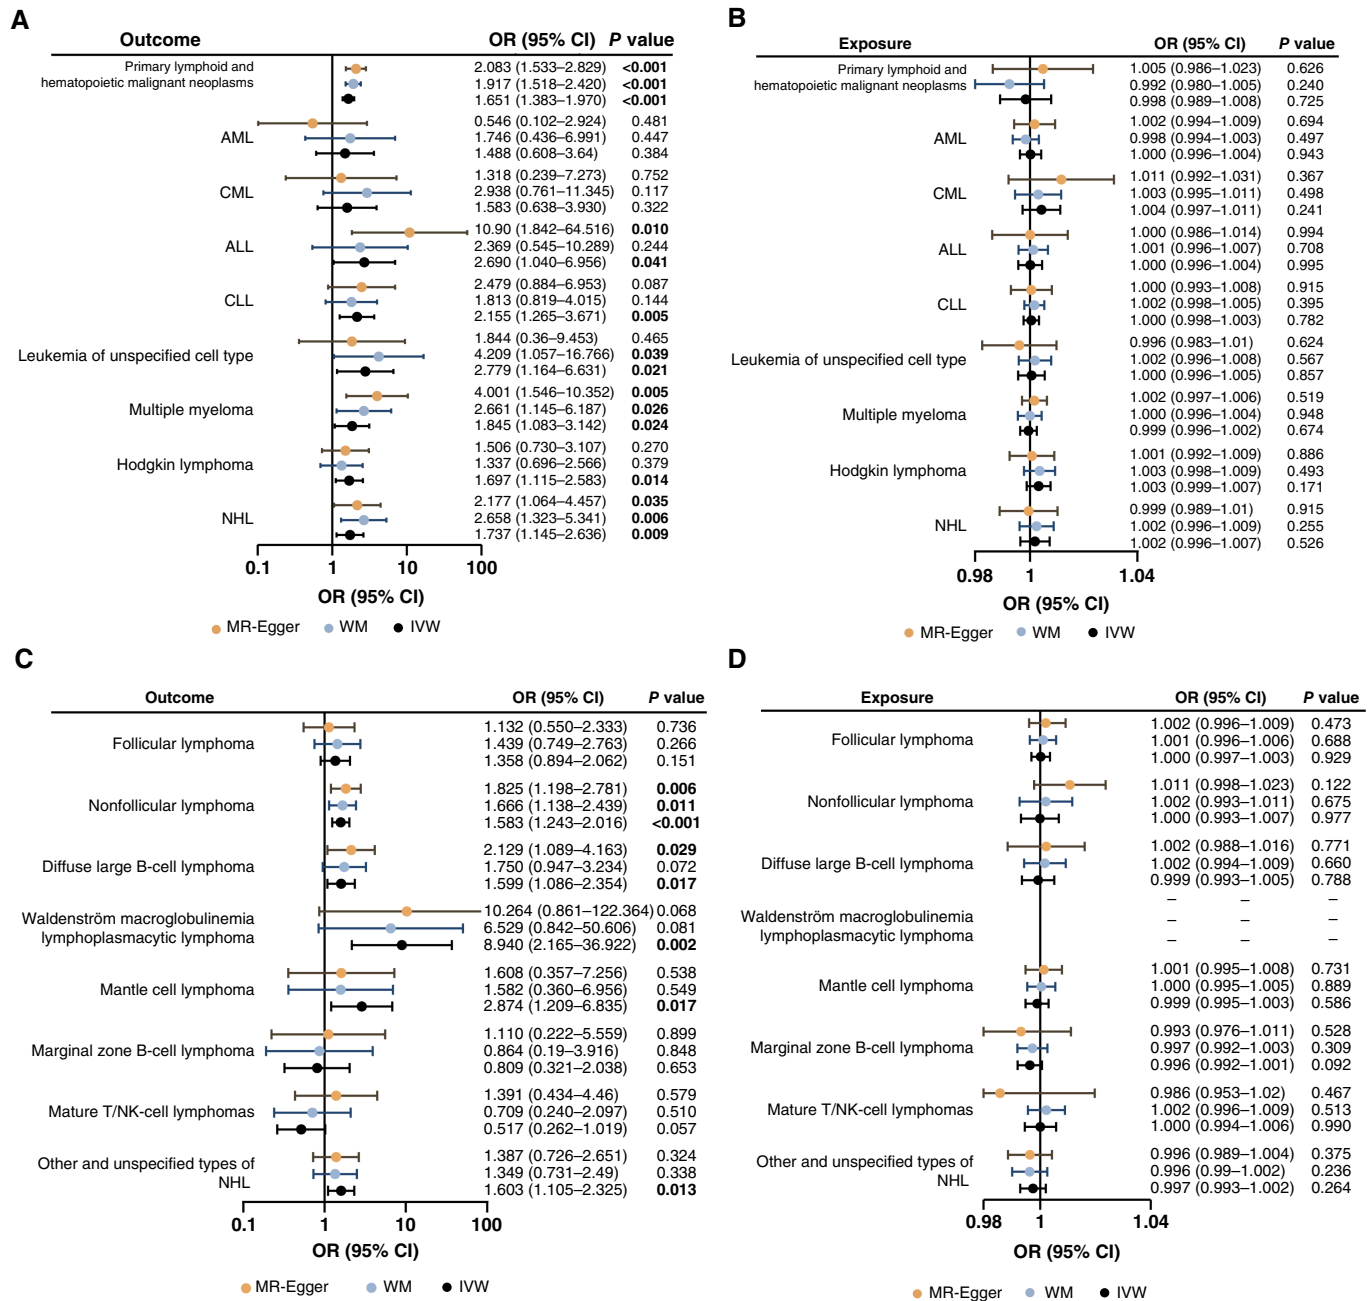 A
Outcome OR (95% CI) P value
Primary lymphoid and
hematopoietic malignant neoplasms
2.083 (1.533–2.829) <0.001
1.917 (1.518–2.420) <0.001
1.651 (1.383–1.970) <0.001
AML
0.546 (0.102–2.924) 0.481
1.746 (0.436–6.991) 0.447
1.488 (0.608–3.64) 0.384
CML
1.318 (0.239–7.273) 0.752
2.938 (0.761–11.345) 0.117
1.583 (0.638–3.930) 0.322
ALL
10.90 (1.842–64.516) 0.010
2.369 (0.545–10.289) 0.244
2.690 (1.040–6.956) 0.041
CLL
2.479 (0.884–6.953) 0.087
1.813 (0.819–4.015) 0.144
2.155 (1.265–3.671) 0.005
Leukemia of unspecified cell type
1.844 (0.36–9.453) 0.465
4.209 (1.057–16.766) 0.039
2.779 (1.164–6.631) 0.021
Multiple myeloma
4.001 (1.546–10.352) 0.005
2.661 (1.145–6.187) 0.026
1.845 (1.083–3.142) 0.024
Hodgkin lymphoma
1.506 (0.730–3.107) 0.270
1.337 (0.696–2.566) 0.379
1.697 (1.115–2.583) 0.014
NHL
2.177 (1.064–4.457) 0.035
2.658 (1.323–5.341) 0.006
1.737 (1.145–2.636) 0.009
0.1 1 10 100
OR (95% CI)
MR-Egger WM IVW
B
Exposure OR (95% CI) P value
Primary lymphoid and
hematopoietic malignant neoplasms
1.005 (0.986–1.023) 0.626
0.992 (0.980–1.005) 0.240
0.998 (0.989–1.008) 0.725
AML
1.002 (0.994–1.009) 0.694
0.998 (0.994–1.003) 0.497
1.000 (0.996–1.004) 0.943
CML
1.011 (0.992–1.031) 0.367
1.003 (0.995–1.011) 0.498
1.004 (0.997–1.011) 0.241
ALL
1.000 (0.986–1.014) 0.994
1.001 (0.996–1.007) 0.708
1.000 (0.996–1.004) 0.995
CLL
1.000 (0.993–1.008) 0.915
1.002 (0.998–1.005) 0.395
1.000 (0.998–1.003) 0.782
Leukemia of unspecified cell type
0.996 (0.983–1.01) 0.624
1.002 (0.996–1.008) 0.567
1.000 (0.996–1.005) 0.857
Multiple myeloma
1.002 (0.997–1.006) 0.519
1.000 (0.996–1.004) 0.948
0.999 (0.996–1.002) 0.674
Hodgkin lymphoma
1.001 (0.992–1.009) 0.886
1.003 (0.998–1.009) 0.493
1.003 (0.999–1.007) 0.171
NHL
0.999 (0.989–1.01) 0.915
1.002 (0.996–1.009) 0.255
1.002 (0.996–1.007) 0.526
0.98 1 1.04
OR (95% CI)
MR-Egger WM IVW
C
Outcome OR (95% CI) P value
Follicular lymphoma
1.132 (0.550–2.333) 0.736
1.439 (0.749–2.763) 0.266
1.358 (0.894–2.062) 0.151
Nonfollicular lymphoma
1.825 (1.198–2.781) 0.006
1.666 (1.138–2.439) 0.011
1.583 (1.243–2.016) <0.001
Diffuse large B-cell lymphoma
2.129 (1.089–4.163) 0.029
1.750 (0.947–3.234) 0.072
1.599 (1.086–2.354) 0.017
Waldenström macroglobulinemia
lymphoplasmacytic lymphoma
10.264 (0.861–122.364) 0.068
6.529 (0.842–50.606) 0.081
8.940 (2.165–36.922) 0.002
Mantle cell lymphoma
1.608 (0.357–7.256) 0.538
1.582 (0.360–6.956) 0.549
2.874 (1.209–6.835) 0.017
Marginal zone B-cell lymphoma
1.110 (0.222–5.559) 0.899
0.864 (0.19–3.916) 0.848
0.809 (0.321–2.038) 0.653
Mature T/NK-cell lymphomas
1.391 (0.434–4.46) 0.579
0.709 (0.240–2.097) 0.510
0.517 (0.262–1.019) 0.057
Other and unspecified types of
NHL
1.387 (0.726–2.651) 0.324
1.349 (0.731–2.49) 0.338
1.603 (1.105–2.325) 0.013
0.1 1 10 100
OR (95% CI)
MR-Egger WM IVW
D
Exposure OR (95% CI) P value
Follicular lymphoma
1.002 (0.996–1.009) 0.473
1.001 (0.996–1.006) 0.688
1.000 (0.997–1.003) 0.929
Nonfollicular lymphoma
1.011 (0.998–1.023) 0.122
1.002 (0.993–1.011) 0.675
1.000 (0.993–1.007) 0.977
Diffuse large B-cell lymphoma
1.002 (0.988–1.016) 0.771
1.002 (0.994–1.009) 0.660
0.999 (0.993–1.005) 0.788
Waldenström macroglobulinemia
lymphoplasmacytic lymphoma
– – –
– – –
– – –
Mantle cell lymphoma
1.001 (0.995–1.008) 0.731
1.000 (0.995–1.005) 0.889
0.999 (0.995–1.003) 0.586
Marginal zone B-cell lymphoma
0.993 (0.976–1.011) 0.528
0.997 (0.992–1.003) 0.309
0.996 (0.992–1.001) 0.092
Mature T/NK-cell lymphomas
0.986 (0.953–1.02) 0.467
1.002 (0.996–1.009) 0.513
1.000 (0.994–1.006) 0.990
Other and unspecified types of
NHL
0.996 (0.989–1.004) 0.375
0.996 (0.99–1.002) 0.236
0.997 (0.993–1.002) 0.264
0.98 1 1.04
OR (95% CI)
MR-Egger WM IVW